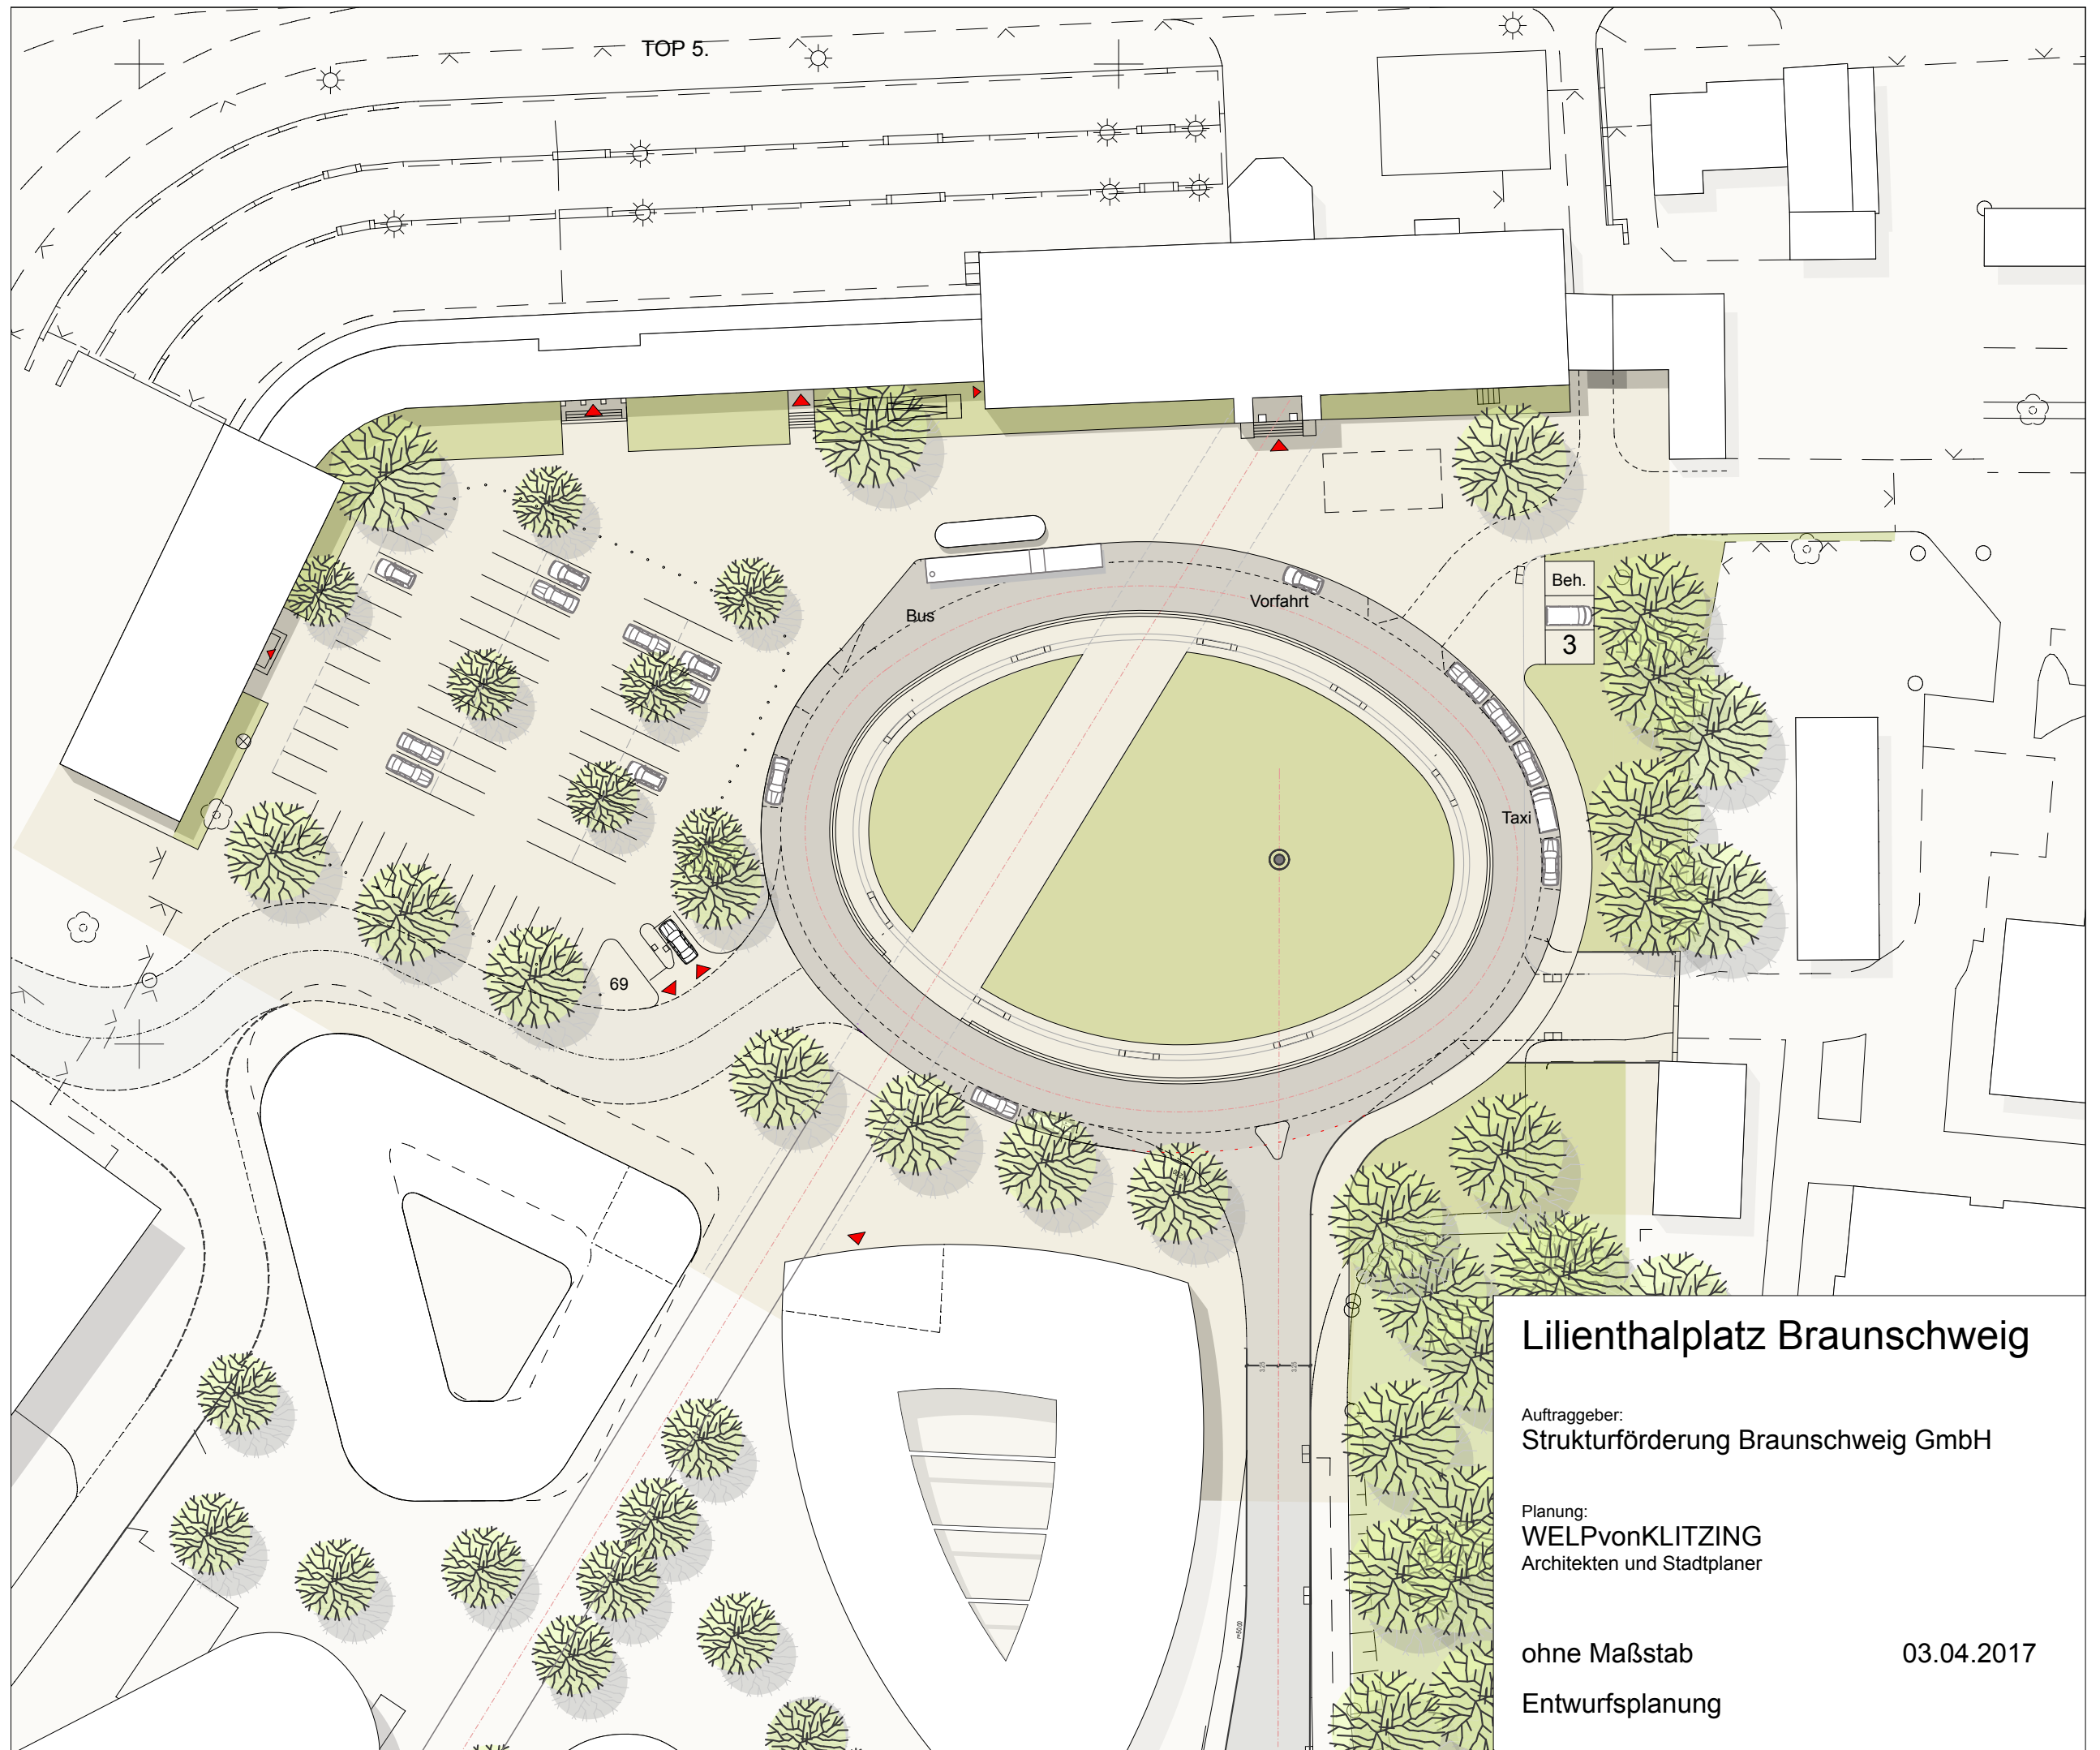 TOP 5.
Bus
Vorfahrt
Beh.
3
Taxi
69
Lilienthalplatz Braunschweig
Auftraggeber:
Strukturförderung Braunschweig GmbH
Planung:
WELPvonKLITZING
Architekten und Stadtplaner
ohne Maßstab 03.04.2017
Entwurfsplanung